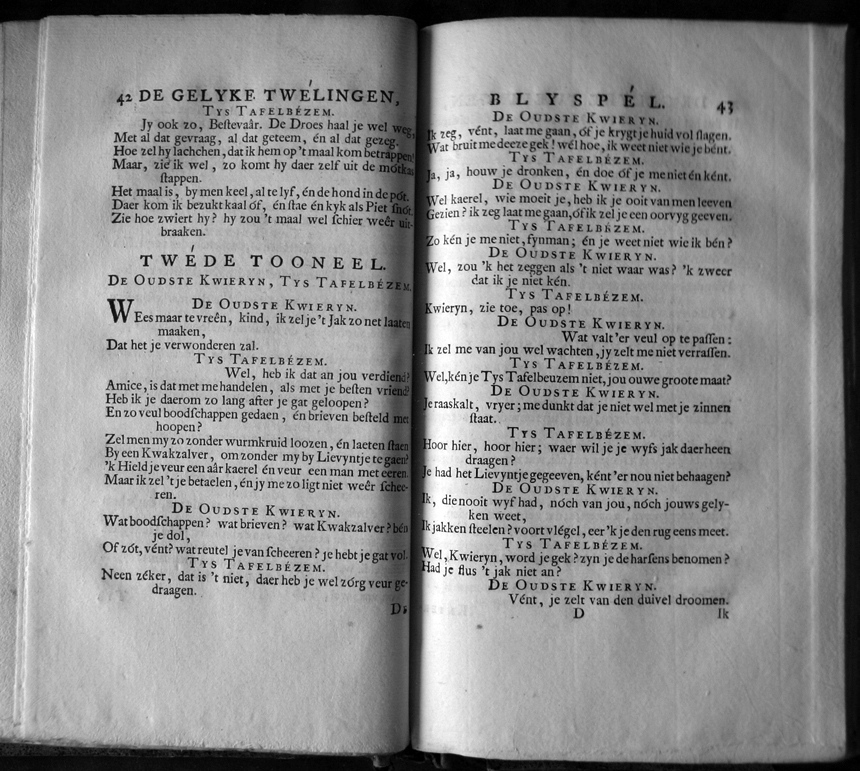 42 DE GELYKE TWÉLINGEN,
TYS TAFELBÉZEM.
Jy ook zo, Beſtevaâr. De Droes haal je wel weg,
Met al dat gevraag, al dat geteem, én al dat gezeg.
Hoe zel hy lachchen, dat ik hem op 't maal kom betrappen!
Maar, zie ik wel, zo komt hy daer zelf uit de mótkas
ſtappen.
Het maal is, by men keel, al te lyf, én de hond in de pót.
Daer kom ik bezukt kaal óf, én ſtae én kyk als Piet ſnót.
Zie hoe zwiert hy? hy zou 't maal wel ſchier weêr uit-
braaken.
TWÉDE TOONEEL.
DE OUDSTE KWIERYN, TYS TAFELBÉZEM.
DE OUDSTE KWIERYN.
WEes maar te vreên, kind, ik zel je 't Jak zo net laaten
maaken,
Dat het je verwonderen zal.
TYS TAFELBÉZEM.
Wel, heb ik dat an jou verdiend?
Amice, is dat met me handelen, als met je beſten vriend?
Heb ik je daerom zo lang after je gat geloopen?
En zo veul boodſchappen gedaen, én brieven beſteld met
hoopen?
Zel men my zo zonder wurmkruid loozen, én laeten ſtaen
By een Kwakzalver, om zonder my by Lievyntje te gaen?
'k Hield je veur een aâr kaerel én veur een man met eeren.
Maar ik zel 't je betaelen, én jy me zo ligt niet weêr ſchee-
ren.
DE OUDSTE KWIERYN.
Wat boodſchappen? wat brieven? wat Kwakzalver? bén
je dol,
Of zót, vént? wat reutel je van ſcheeren? je hebt je gat vol.
TYS TAFELBÉZEM.
Neen zéker, dat is 't niet, daer heb je wel zórg veur ge-
draagen.
BLYSPÉL. 43
DE OUDSTE KWIERYN.
Ik zeg, vént, laat me gaan, óf je krygt je huid vol ſlagen.
Wat bruit me deeze gek! wél hoe, ik weet niet wie je bént.
TYS TAFELBÉZEM.
Ja, ja, houw je dronken, én doe óf je me niet én ként.
DE OUDSTE KWIERYN.
Wel kaerel, wie moeit je, heb ik je ooit van men leeven
Gezien? ik zeg laat me gaan, óf ik zel je een oorvyg geeven.
TYS TAFELBÉZEM.
Zo kén je me niet, fynman; én je weet niet wie ik bén?
DE OUDSTE KWIERYN.
Wel, zou 'k het zeggen als 't niet waar was? 'k zweer
dat ik je niet kén.
TYS TAFELBÉZEM.
Kwieryn, zie toe, pas op!
DE OUDSTE KWIERYN.
Wat valt 'er veul op te paſſen:
Ik zel me van jou wel wachten, jy zelt me niet verraſſen.
TYS TAFELBÉZEM.
Wel, kén je Tys Tafelbeuzem niet, jou ouwe groote maat?
DE OUDSTE KWIERYN.
Je raaskalt, vryer; me dunkt dat je niet wel met je zinnen
ſtaat.
TYS TAFELBÉZEM.
Hoor hier, hoor hier; waer wil je je wyfs jak daer heen
draagen?
Je had het Lievyntje gegeeven, ként 'er nou niet behaagen?
DE OUDSTE KWIERYN.
Ik, die nooit wyf had, nóch van jou, nóch jouws gely-
ken weet,
Ik jakken ſteelen? voort vlégel, eer 'k je den rug eens meet.
TYS TAFELBÉZEM.
Wel, Kwieryn, word je gek? zyn je de harſens benomen?
Had je ſlus 't jak niet an?
DE OUDSTE KWIERYN.
Vént, je zelt van den duivel droomen.
D Ik